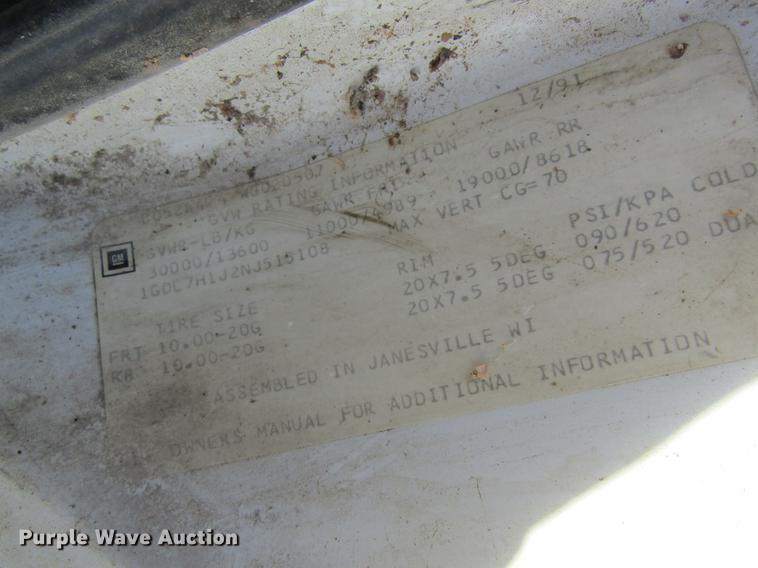 12/91
GVW RATING INFORMATION
GVWR-LB/KG GAWR FRT GAWR RR
30000/13600 11000/4989 19000/8618
1GDL7H1J2NJ515108 MAX VERT CG=70
TIRE SIZE RIM PSI/KPA COLD
FRT 10.00-20G 20X7.5 5DEG 090/620
RR 10.00-20G 20X7.5 5DEG 075/520 DUAL
ASSEMBLED IN JANESVILLE WI
OWNERS MANUAL FOR ADDITIONAL INFORMATION
GM
Purple Wave Auction